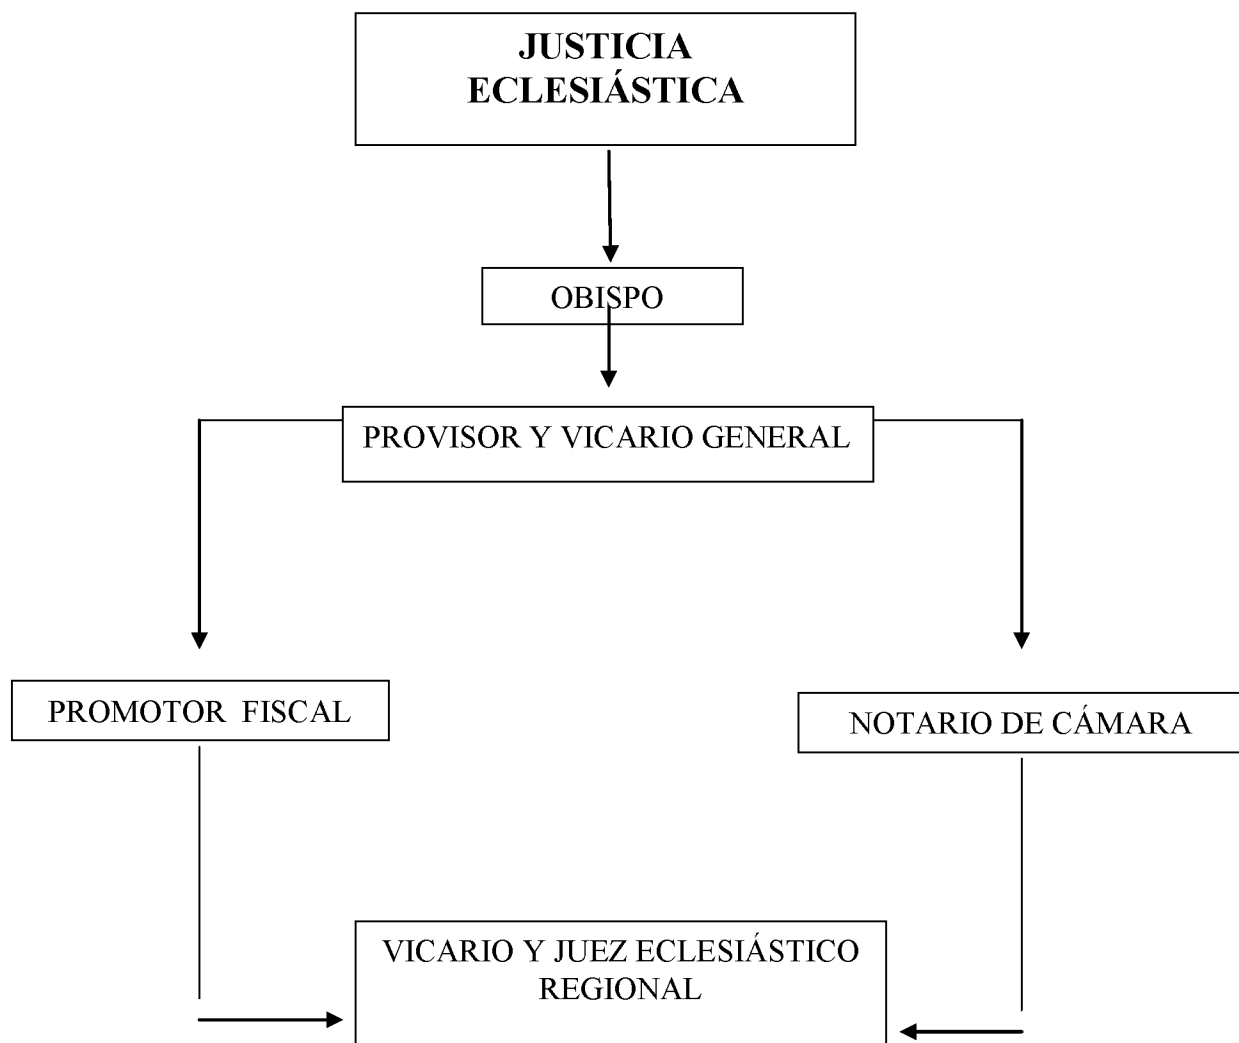 JUSTICIA
ECLESIÁSTICA
OBISPO
PROVISOR Y VICARIO GENERAL
PROMOTOR FISCAL
NOTARIO DE CÁMARA
VICARIO Y JUEZ ECLESIÁSTICO
REGIONAL